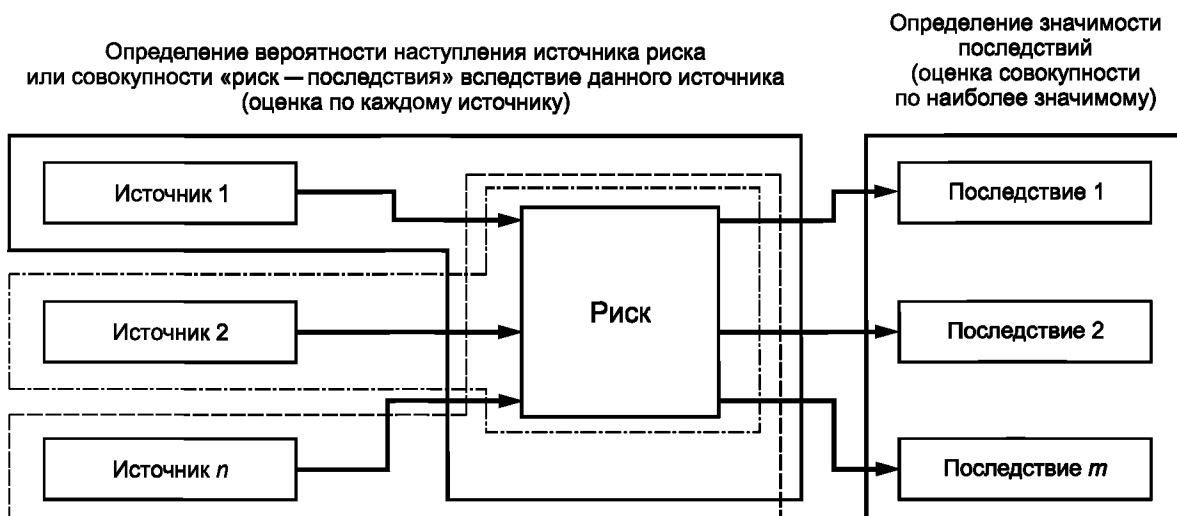 Определение вероятности наступления источника риска
или совокупности «риск — последствия» вследствие данного источника
(оценка по каждому источнику)
Определение значимости
последствий
(оценка совокупности
по наиболее значимому)
Источник 1
Источник 2
Источник n
Риск
Последствие 1
Последствие 2
Последствие m